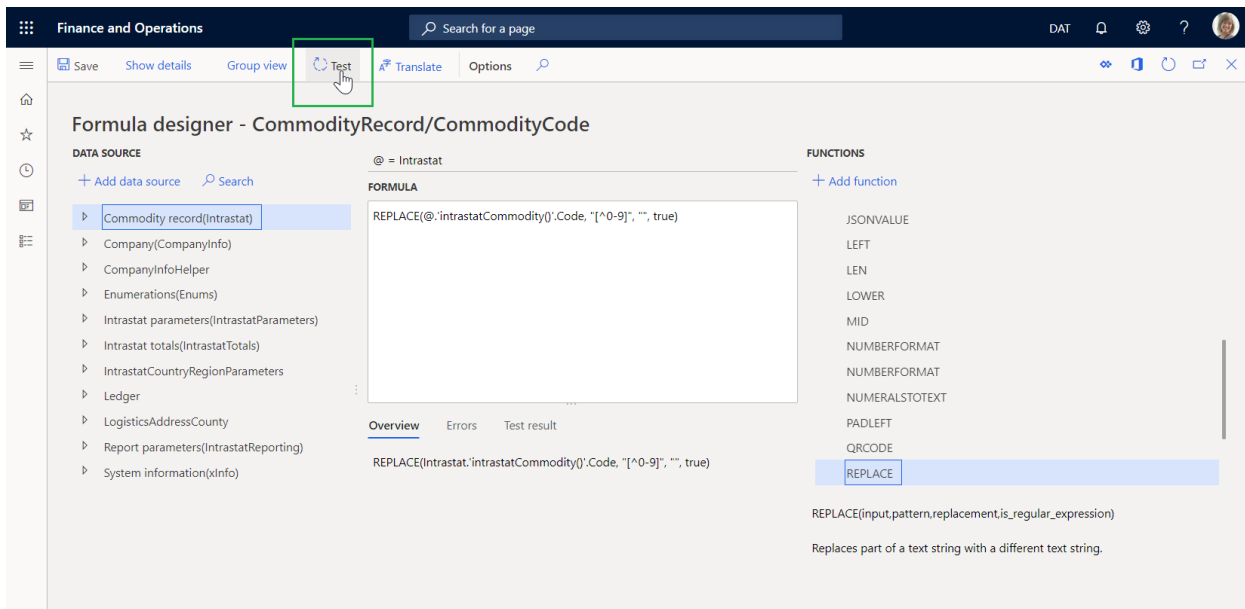 Finance and Operations
Search for a page
DAT
Save
Show details
Group view
Test
Translate
Options
Formula designer - CommodityRecord/CommodityCode
DATA SOURCE
+ Add data source
Search
Commodity record(Intrastat)
Company(CompanyInfo)
CompanyInfoHelper
Enumerations(Enums)
Intrastat parameters(IntrastatParameters)
Intrastat totals(IntrastatTotals)
IntrastatCountryRegionParameters
Ledger
LogisticsAddressCounty
Report parameters(IntrastatReporting)
System information(xInfo)
@ = Intrastat
FORMULA
REPLACE(@.'intrastatCommodity()'.Code, "[^0-9]", "", true)
Overview
Errors
Test result
REPLACE(Intrastat.'intrastatCommodity()'.Code, "[^0-9]", "", true)
FUNCTIONS
+ Add function
JSONVALUE
LEFT
LEN
LOWER
MID
NUMBERFORMAT
NUMBERFORMAT
NUMERALSTOTEXT
PADLEFT
QRCODE
REPLACE
REPLACE(input,pattern,replacement,is_regular_expression)
Replaces part of a text string with a different text string.